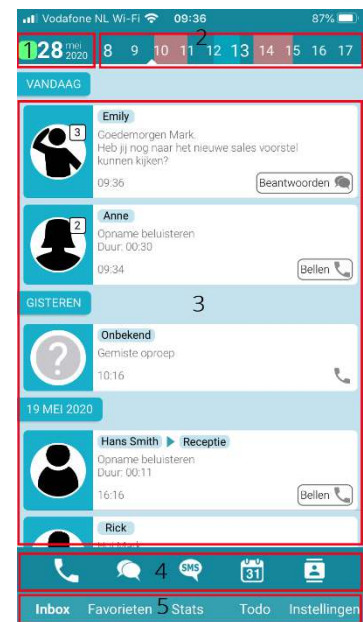 Vodafone NL Wi-Fi 09:36 87%
1 28 mei 2020 8 9 10 11 2 12 13 14 15 16 17
VANDAAG
Emily
3
Goedemorgen Mark.
Heb jij nog naar het nieuwe sales voorstel
kunnen kijken?
09:36 Beantwoorden
Anne
2
Opname beluisteren
Duur: 00:30
09:34 Bellen
GISTEREN 3
Onbekend
?
Gemiste oproep
10:16
19 MEI 2020
Hans Smith Receptie
Opname beluisteren
Duur: 00:11
16:16 Bellen
Rick
4 SMS 31
Inbox Favorieten 5 Stats Todo Instellingen